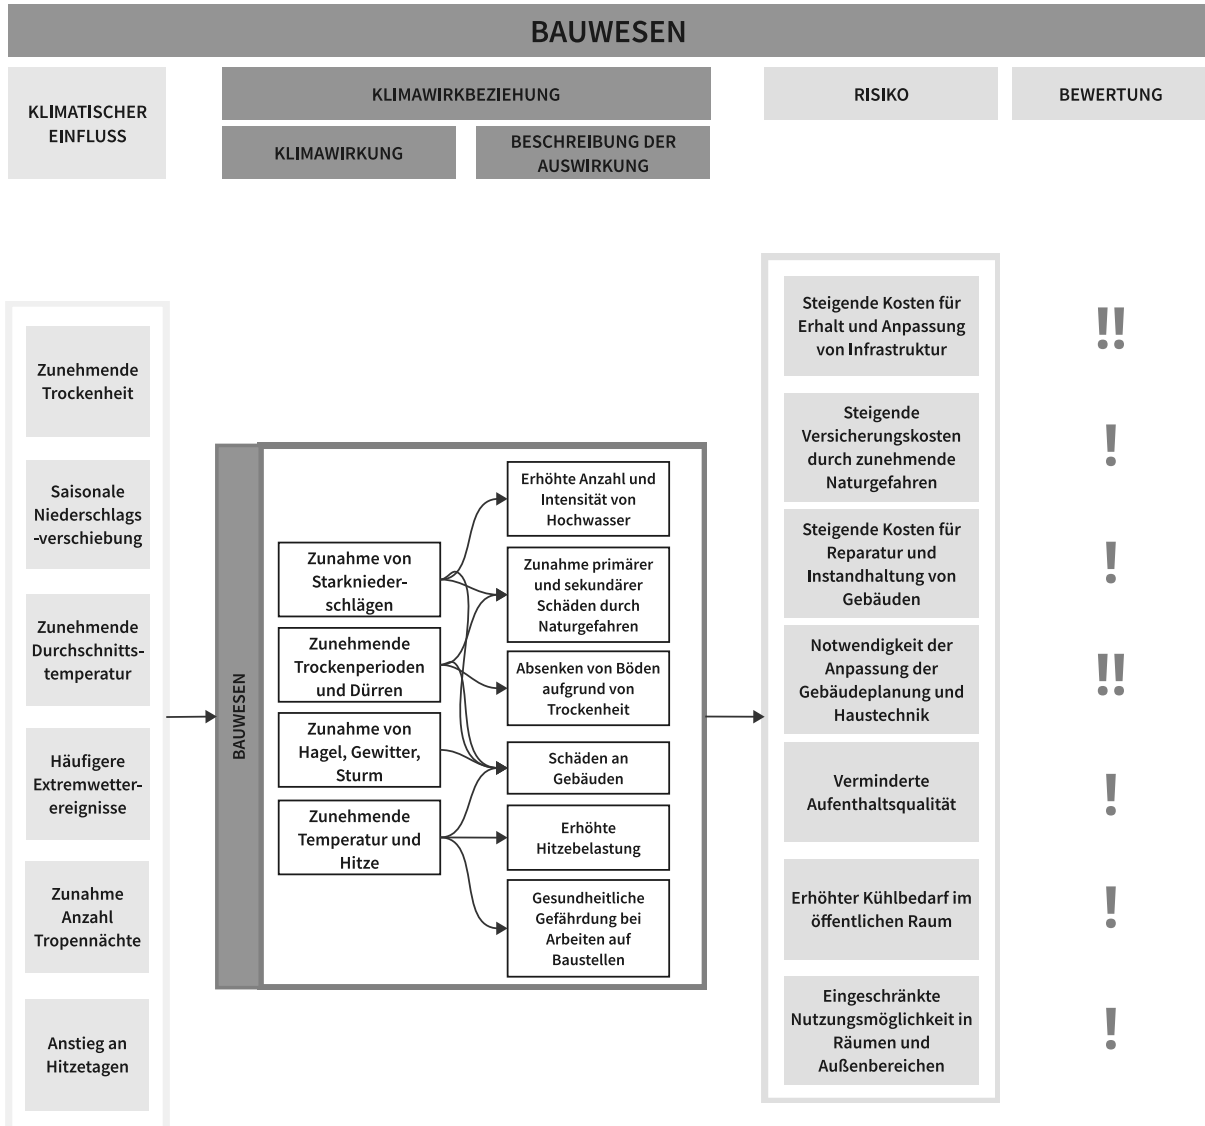 BAUWESEN
KLIMATISCHER
EINFLUSS
KLIMAWIRKBEZIEHUNG
KLIMAWIRKUNG
BESCHREIBUNG DER
AUSWIRKUNG
RISIKO
BEWERTUNG
Zunehmende
Trockenheit
Saisonale
Niederschlags
-verschiebung
Zunehmende
Durchschnitts-
temperatur
Häufigere
Extremwetter-
ereignisse
Zunahme
Anzahl
Tropennächte
Anstieg an
Hitzetagen
BAUWESEN
Zunahme von
Starknieder-
schlägen
Zunehmende
Trockenperioden
und Dürren
Zunahme von
Hagel, Gewitter,
Sturm
Zunehmende
Temperatur und
Hitze
Erhöhte Anzahl und
Intensität von
Hochwasser
Zunahme primärer
und sekundärer
Schäden durch
Naturgefahren
Absenken von Böden
aufgrund von
Trockenheit
Schäden an
Gebäuden
Erhöhte
Hitzebelastung
Gesundheitliche
Gefährdung bei
Arbeiten auf
Baustellen
Steigende Kosten für
Erhalt und Anpassung
von Infrastruktur
!!
Steigende
Versicherungskosten
durch zunehmende
Naturgefahren
!
Steigende Kosten für
Reparatur und
Instandhaltung von
Gebäuden
!
Notwendigkeit der
Anpassung der
Gebäudeplanung und
Haustechnik
!!
Verminderte
Aufenthaltsqualität
!
Erhöhter Kühlbedarf im
öffentlichen Raum
!
Eingeschränkte
Nutzungsmöglichkeit in
Räumen und
Außenbereichen
!